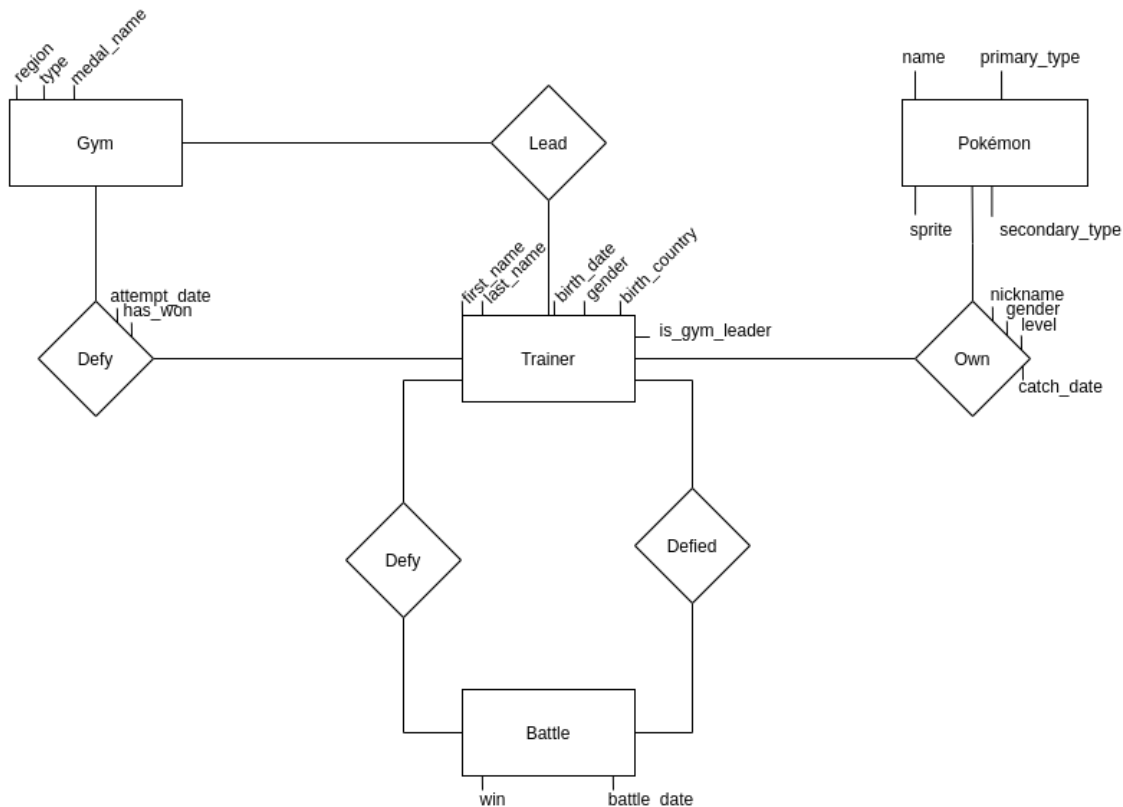 region
type
medal_name
Gym
Lead
name
primary_type
Pokémon
sprite
secondary_type
first_name
last_name
birth_date
gender
birth_country
is_gym_leader
attempt_date
has_won
Defy
Trainer
nickname
gender
level
Own
catch_date
Defy
Defied
Battle
win
battle_date